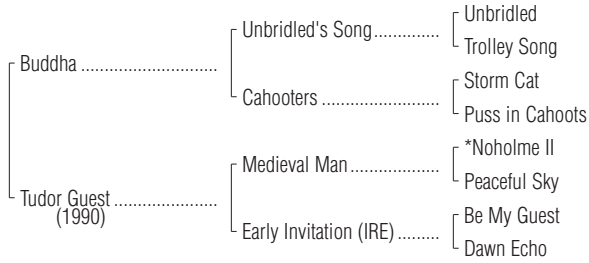 Unbridled
Unbridled's Song..............
Trolley Song
Buddha ............................
Storm Cat
Cahooters ........................
Puss in Cahoots
*Noholme II
Medieval Man..................
Peaceful Sky
Tudor Guest .....................
(1990)
Be My Guest
Early Invitation (IRE).........
Dawn Echo